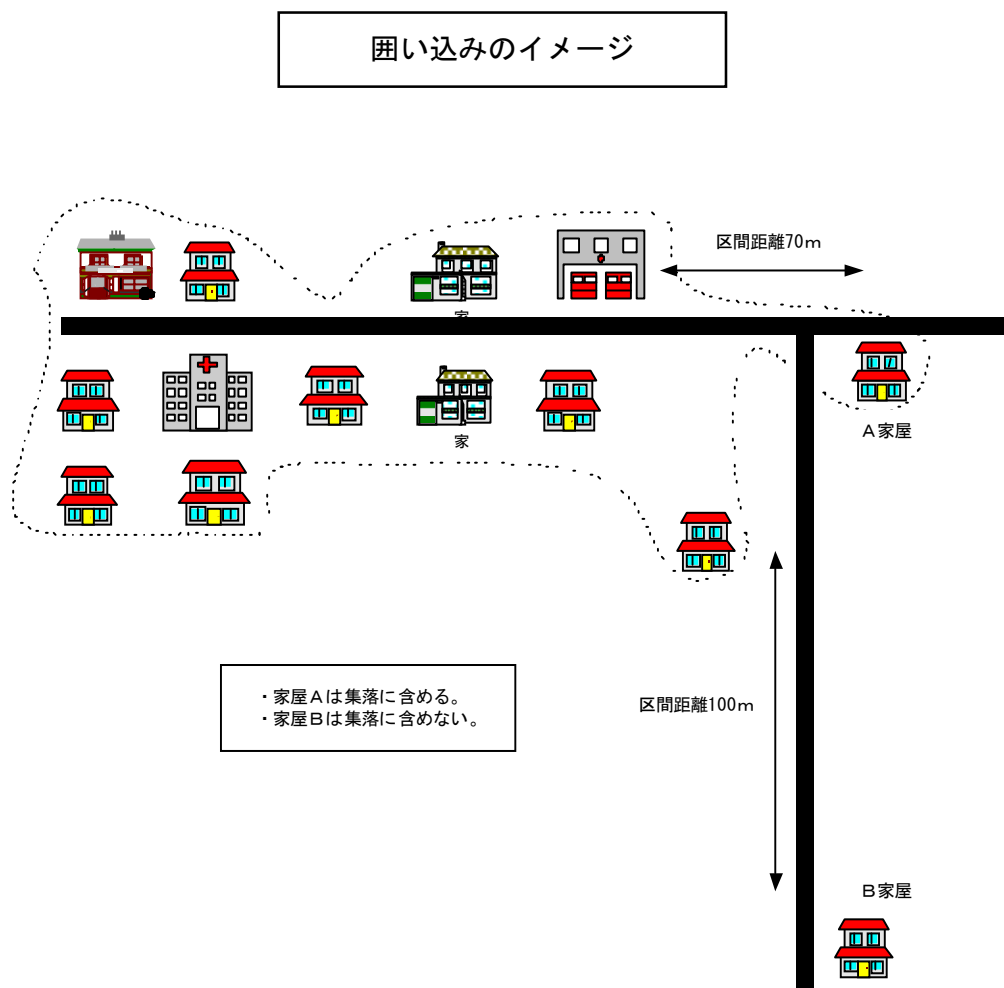 囲い込みのイメージ
区間距離70m
家
家
A家屋
・家屋Aは集落に含める。
・家屋Bは集落に含めない。
区間距離100m
B家屋